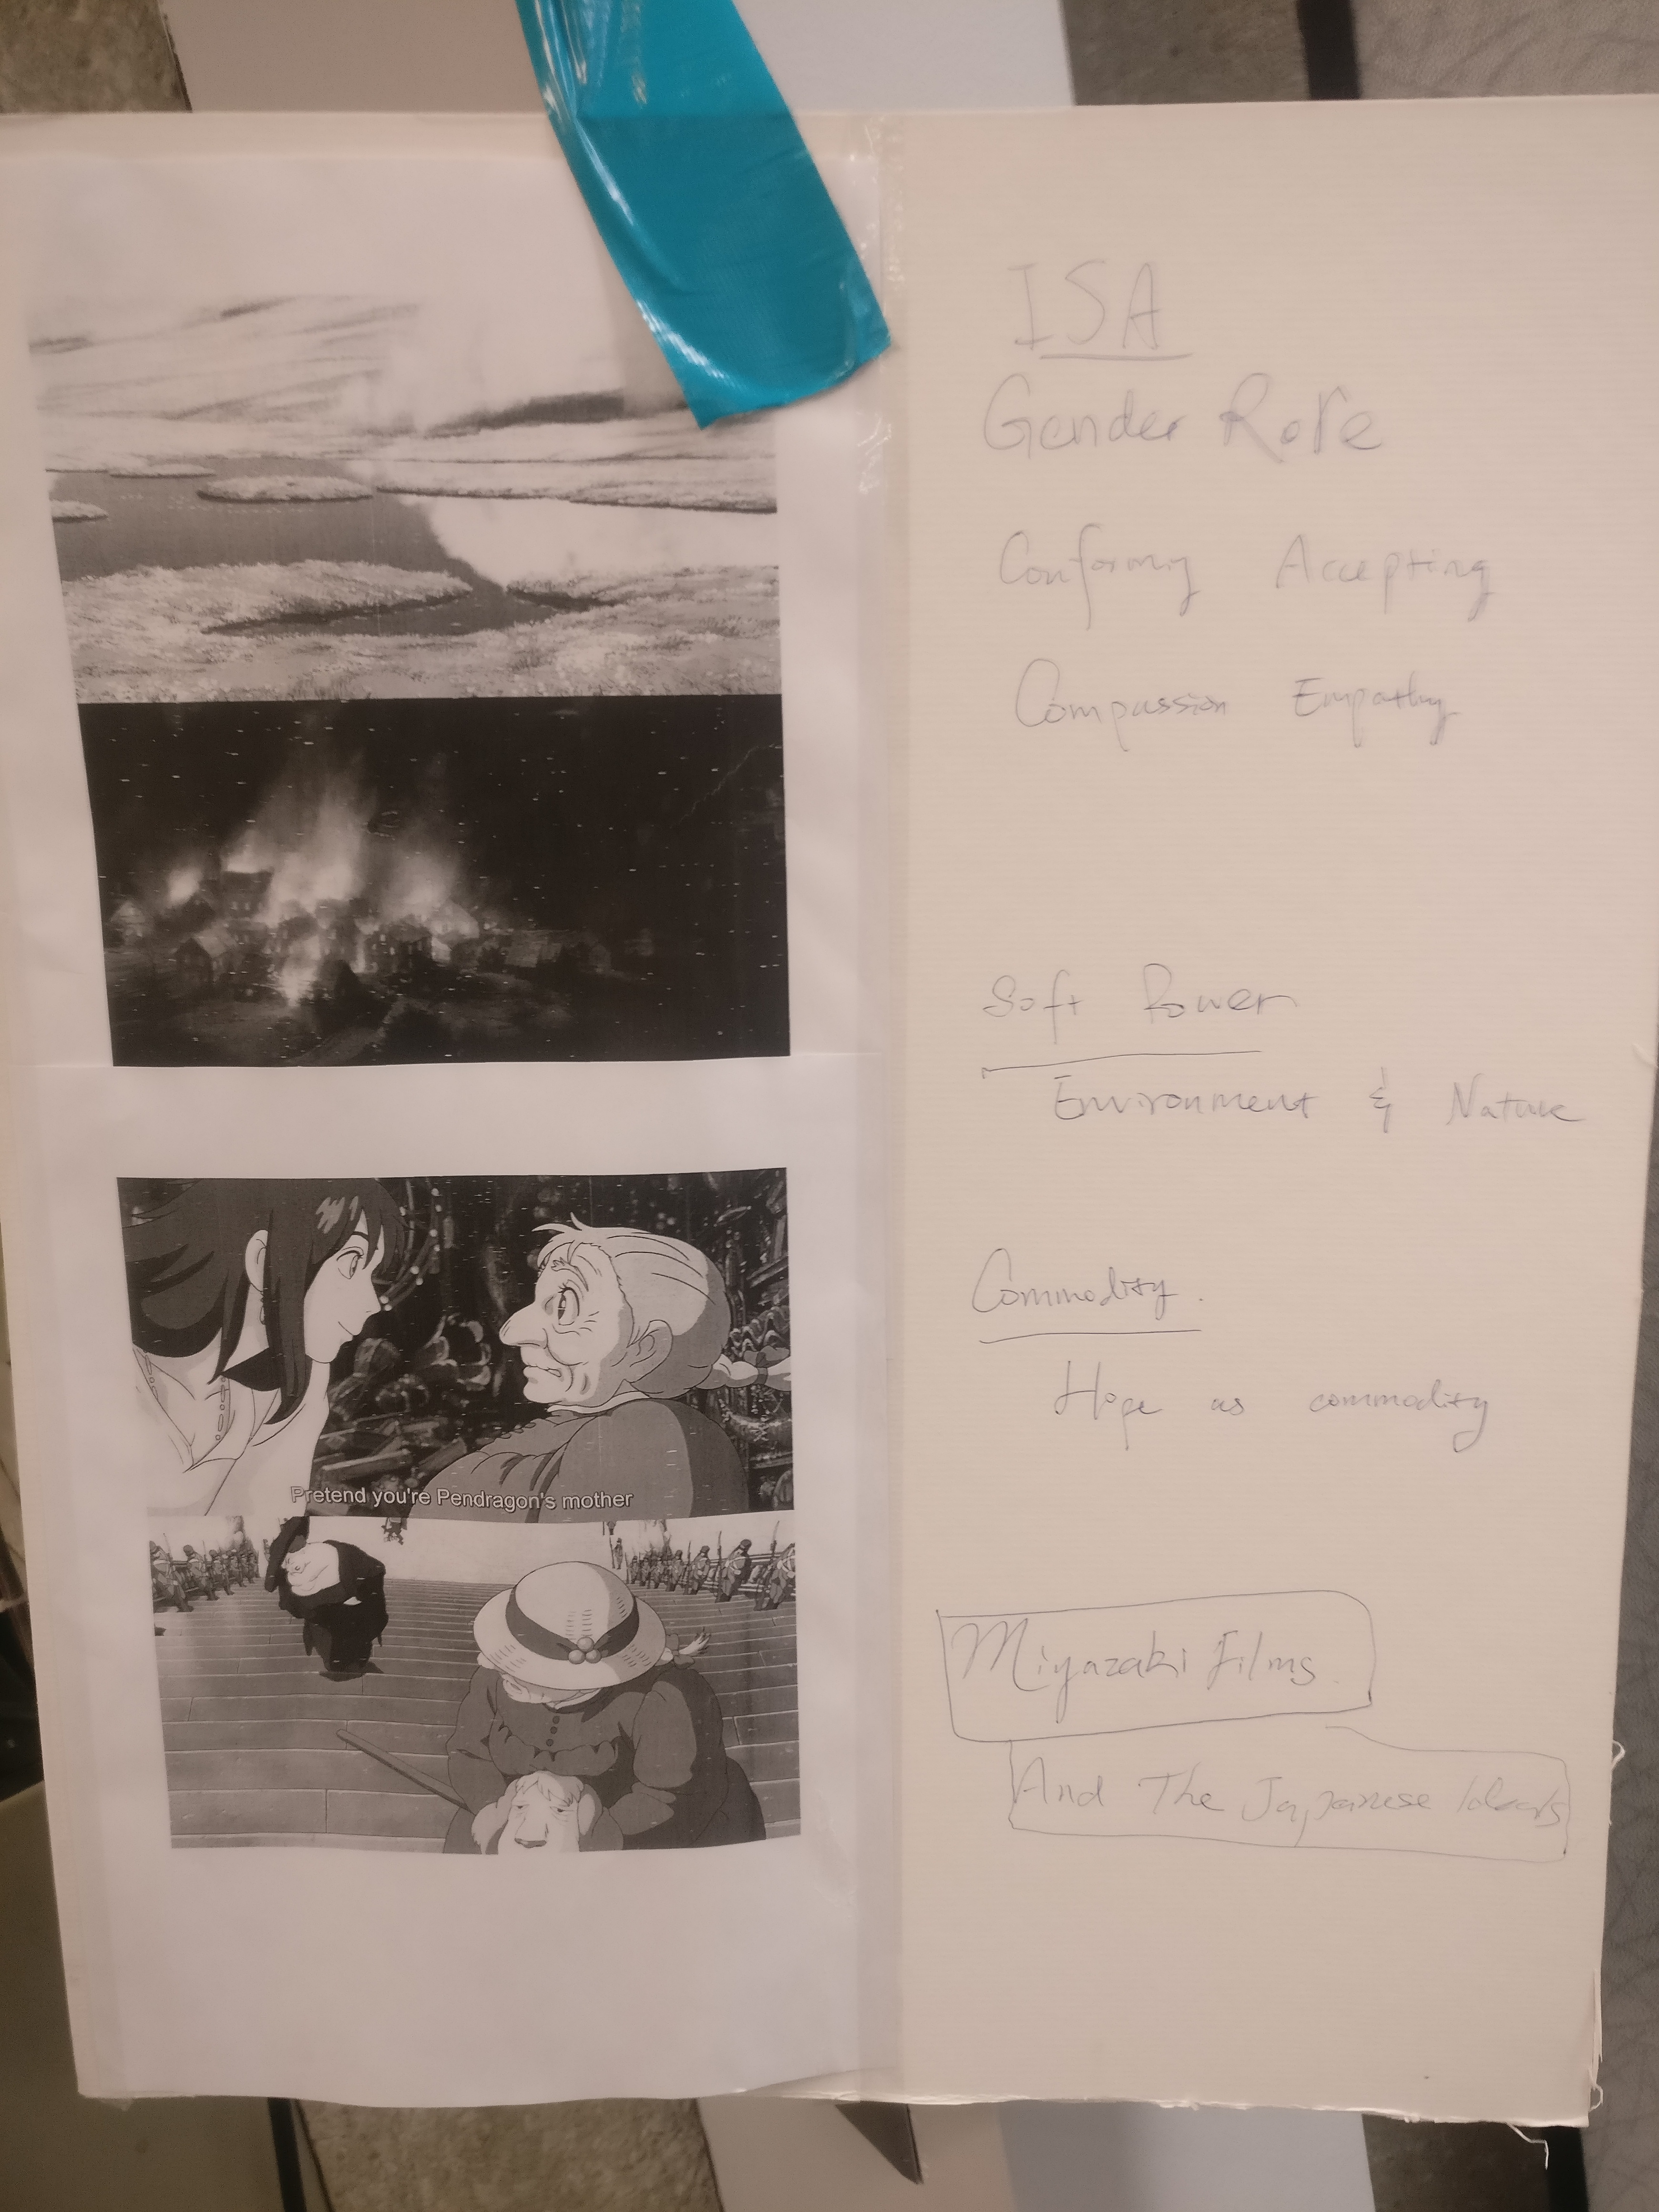 ISA
Gender Role
Conforming Accepting
Compassion Empathy
Soft Power
Environment & Nature
Commodity.
Hope as commodity
Pretend you're Pendragon's mother
Miyazaki Films.
And The Japanese Ideals